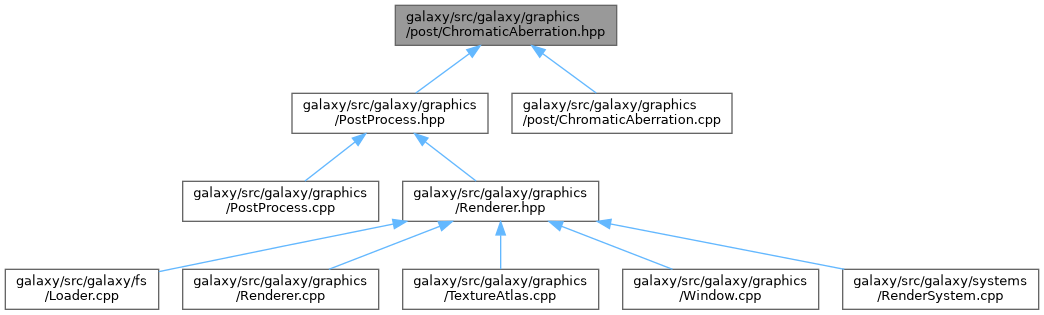 galaxy/src/galaxy/graphics
/post/ChromaticAberration.hpp
galaxy/src/galaxy/graphics
/PostProcess.hpp
galaxy/src/galaxy/graphics
/post/ChromaticAberration.cpp
galaxy/src/galaxy/graphics
/PostProcess.cpp
galaxy/src/galaxy/graphics
/Renderer.hpp
galaxy/src/galaxy/fs
/Loader.cpp
galaxy/src/galaxy/graphics
/Renderer.cpp
galaxy/src/galaxy/graphics
/TextureAtlas.cpp
galaxy/src/galaxy/graphics
/Window.cpp
galaxy/src/galaxy/systems
/RenderSystem.cpp